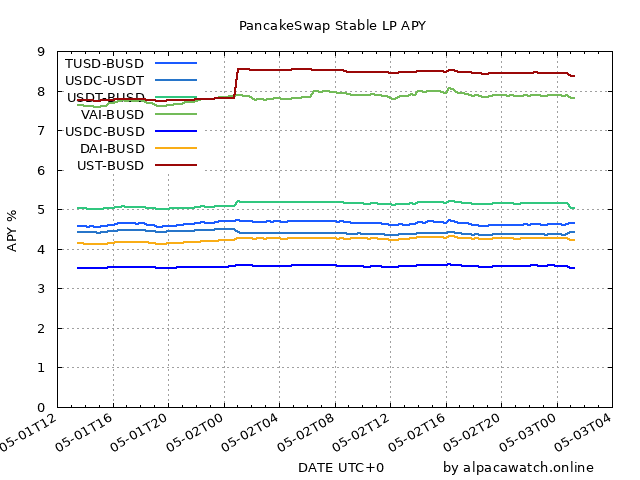 PancakeSwap Stable LP APY
9
8
7
6
5
4
3
2
1
0
APY %
TUSD-BUSD
USDC-USDT
USDT-BUSD
VAI-BUSD
USDC-BUSD
DAI-BUSD
UST-BUSD
05-01T12
05-01T16
05-01T20
05-02T00
05-02T04
05-02T08
05-02T12
05-02T16
05-02T20
05-03T00
05-03T04
DATE UTC+0
by alpacawatch.online